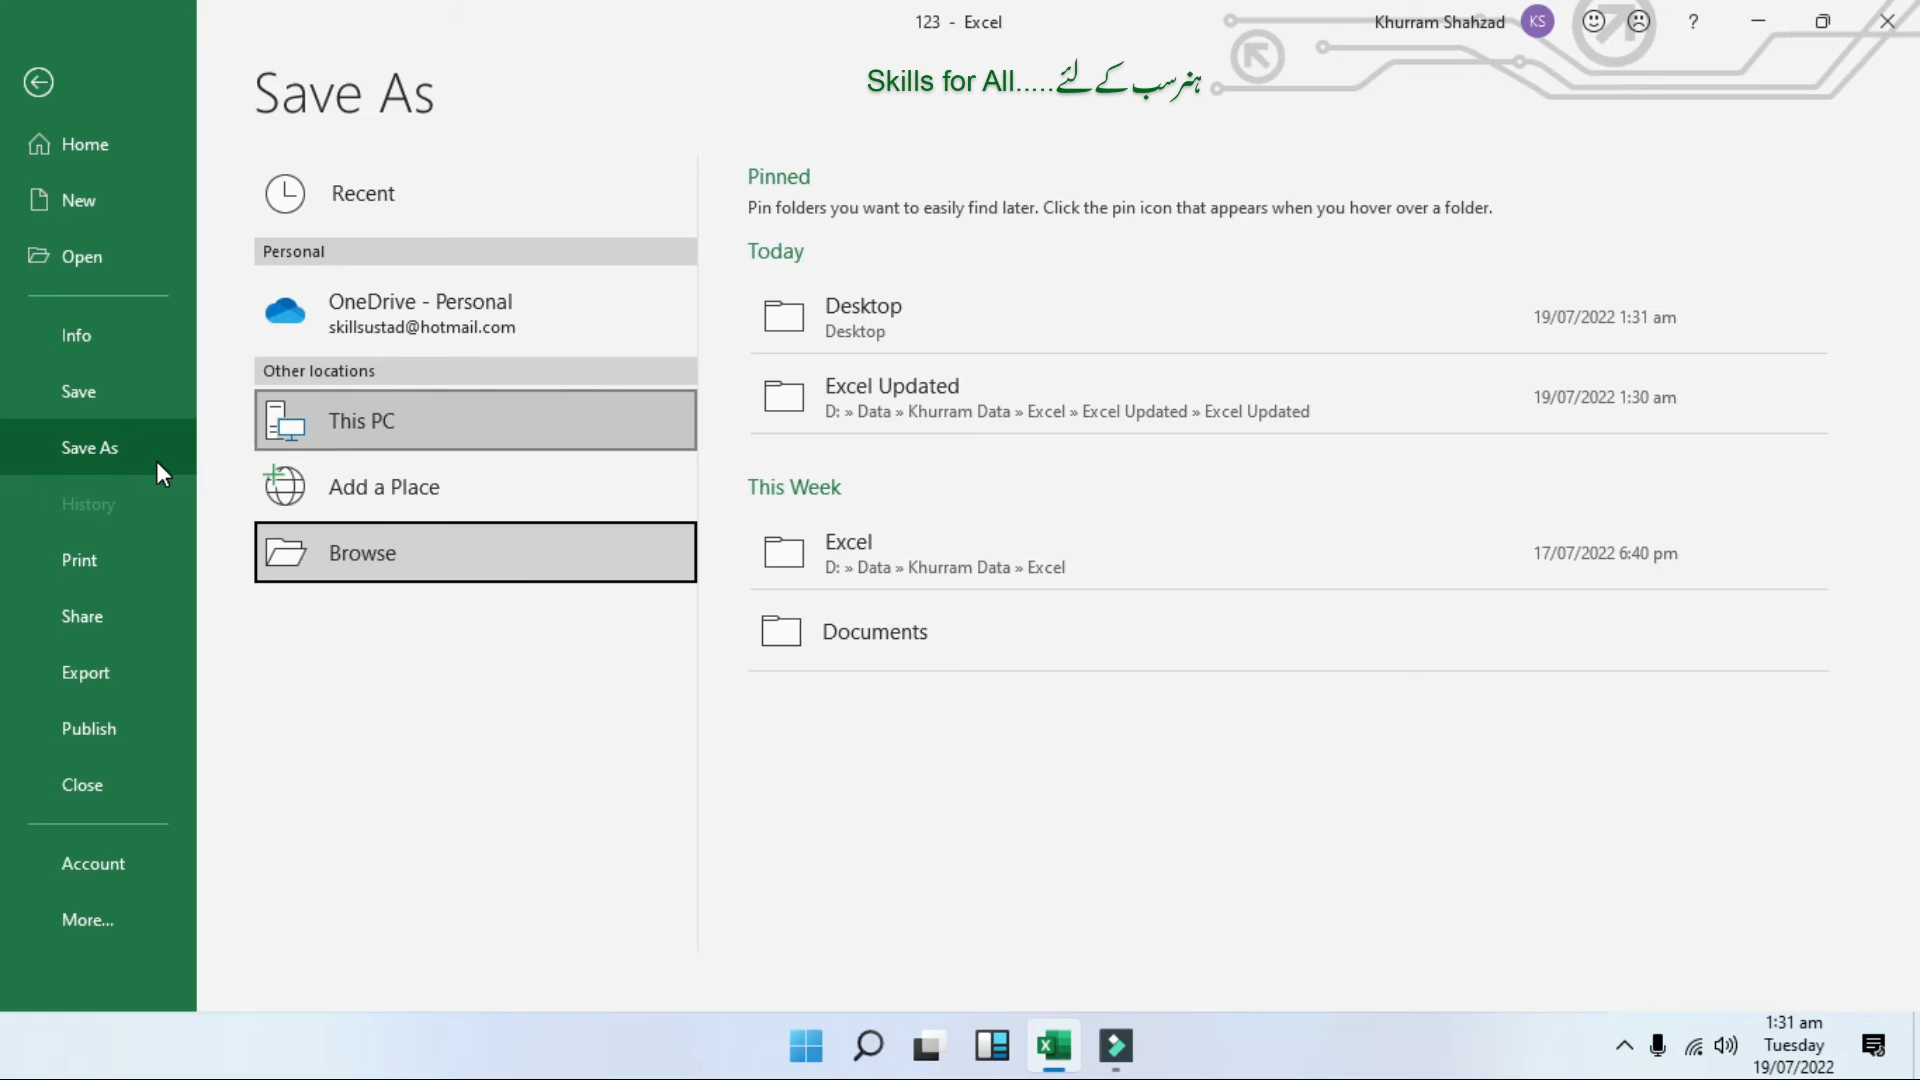 123 - Excel
Khurram Shahzad
KS
?
Save As
Skills for All.....ہنر سب کے لئے
Home
New
Open
Info
Save
Save As
History
Print
Share
Export
Publish
Close
Account
More...
Recent
Personal
OneDrive - Personal
skillsustad@hotmail.com
Other locations
This PC
Add a Place
Browse
Pinned
Pin folders you want to easily find later. Click the pin icon that appears when you hover over a folder.
Today
Desktop
Desktop
19/07/2022 1:31 am
Excel Updated
D: » Data » Khurram Data » Excel » Excel Updated » Excel Updated
19/07/2022 1:30 am
This Week
Excel
D: » Data » Khurram Data » Excel
17/07/2022 6:40 pm
Documents
1:31 am
Tuesday
19/07/2022